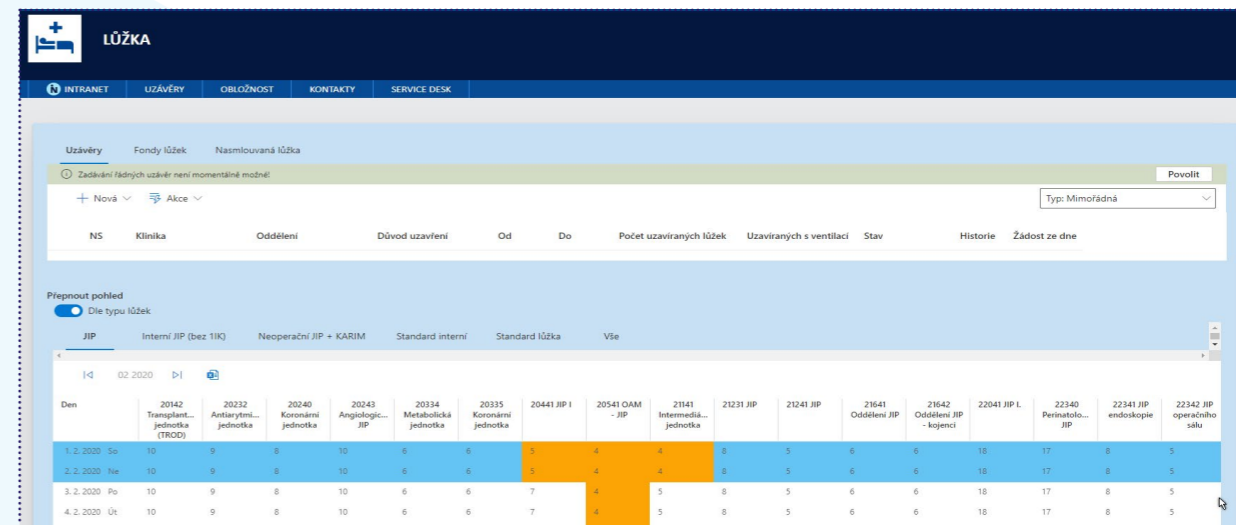 LŮŽKA
INTRANET UZÁVĚRY OBLOŽNOST KONTAKTY SERVICE DESK
Uzávěry Fondy lůžek Nasmlouvaná lůžka
Zadávání řádných uzávěr není momentálně možné! Povolit
Nová Akce Typ: Mimořádná
NS Klinika Oddělení Důvod uzavření Od Do Počet uzavíraných lůžek Uzavíraných s ventilací Stav Historie Žádost ze dne
Přepnout pohled
Dle typu lůžek
JIP Interní JIP (bez 1IK) Neoperační JIP + KARIM Standard interní Standard lůžka Vše
02 2020
Den 20142 20232 20240 20243 20334 20335 20441 JIP I 20541 OAM 21141 21231 JIP 21241 JIP 21641 21642 22041 JIP I. 22340 22341 JIP 22342 JIP
Transplant... Antiarytmi... Koronární Angiologic... Metabolická Koronární - JIP Intermediá... Oddělení JIP Oddělení JIP Perinatolo... endoskopie operačního
jednotka jednotka jednotka JIP jednotka jednotka jednotka - kojenci JIP sálu
(TROD)
1. 2. 2020 So 10 9 8 10 6 6 5 4 4 8 5 6 6 18 17 8 5
2. 2. 2020 Ne 10 9 8 10 6 6 5 4 4 8 5 6 6 18 17 8 5
3. 2. 2020 Po 10 9 8 10 6 6 7 4 5 8 5 6 6 18 17 8 5
4. 2. 2020 Út 10 9 8 10 6 6 7 4 5 8 5 6 6 18 17 8 5